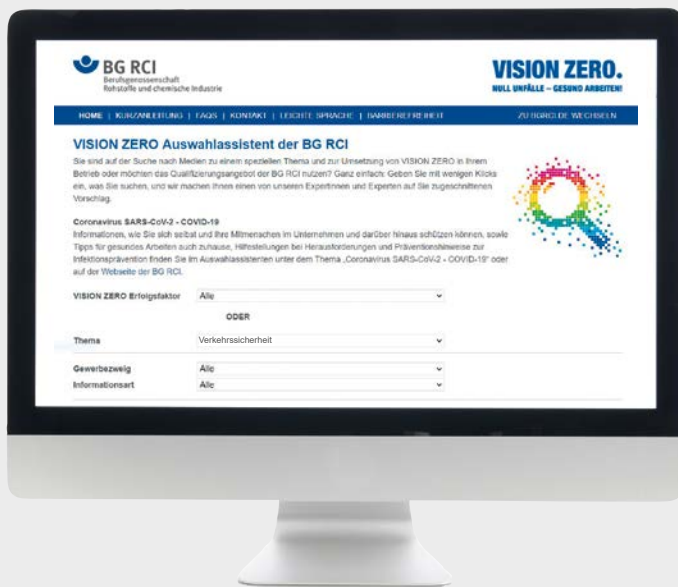 BG RCI
Berufsgenossenschaft
Rohstoffe und chemische Industrie
VISION ZERO.
NULL UNFÄLLE – GESUND ARBEITEN!
HOME | KURZANLEITUNG | FAQS | KONTAKT | LEICHTE SPRACHE | BARRIEREFREIHEIT
ZU BGRCI.DE WECHSELN
VISION ZERO Auswahlassistent der BG RCI
Sie sind auf der Suche nach Medien zu einem speziellen Thema und zur Umsetzung von VISION ZERO in Ihrem
Betrieb oder möchten das Qualifizierungsangebot der BG RCI nutzen? Ganz einfach: Geben Sie mit wenigen Klicks
ein, was Sie suchen, und wir machen Ihnen einen von unseren Expertinnen und Experten auf Sie zugeschnittenen
Vorschlag.
Coronavirus SARS-CoV-2 - COVID-19
Informationen, wie Sie sich selbst und Ihre Mitmenschen im Unternehmen und darüber hinaus schützen können, sowie
Tipps für gesundes Arbeiten auch zuhause, Hilfestellungen bei Herausforderungen und Präventionshinweise zur
Infektionsprävention finden Sie im Auswahlassistenten unter dem Thema „Coronavirus SARS-CoV-2 - COVID-19" oder
auf der Webseite der BG RCI.
VISION ZERO Erfolgsfaktor Alle
ODER
Thema Verkehrssicherheit
Gewerbezweig Alle
Informationsart Alle